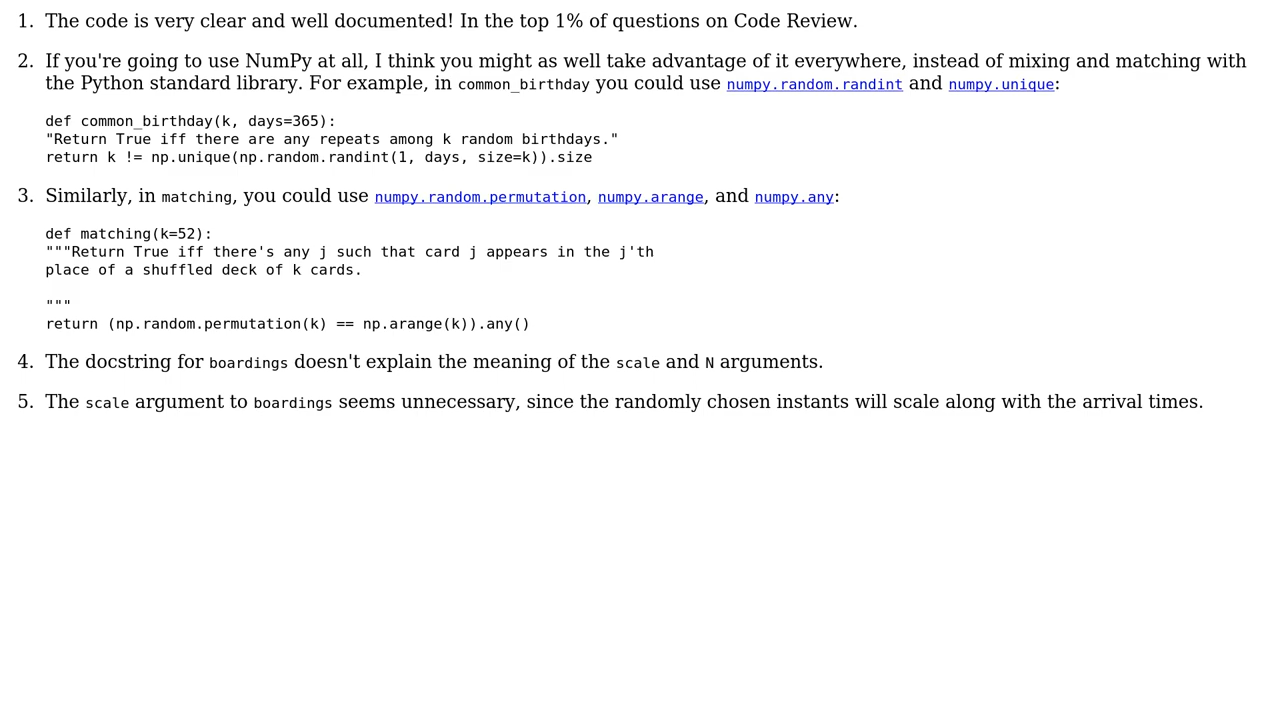 1. The code is very clear and well documented! In the top 1% of questions on Code Review.
2. If you're going to use NumPy at all, I think you might as well take advantage of it everywhere, instead of mixing and matching with
the Python standard library. For example, in common_birthday you could use numpy.random.randint and numpy.unique:
def common_birthday(k, days=365):
"Return True iff there are any repeats among k random birthdays."
return k != np.unique(np.random.randint(1, days, size=k)).size
3. Similarly, in matching, you could use numpy.random.permutation, numpy.arange, and numpy.any:
def matching(k=52):
"""Return True iff there's any j such that card j appears in the j'th
place of a shuffled deck of k cards.
"""
return (np.random.permutation(k) == np.arange(k)).any()
4. The docstring for boardings doesn't explain the meaning of the scale and N arguments.
5. The scale argument to boardings seems unnecessary, since the randomly chosen instants will scale along with the arrival times.